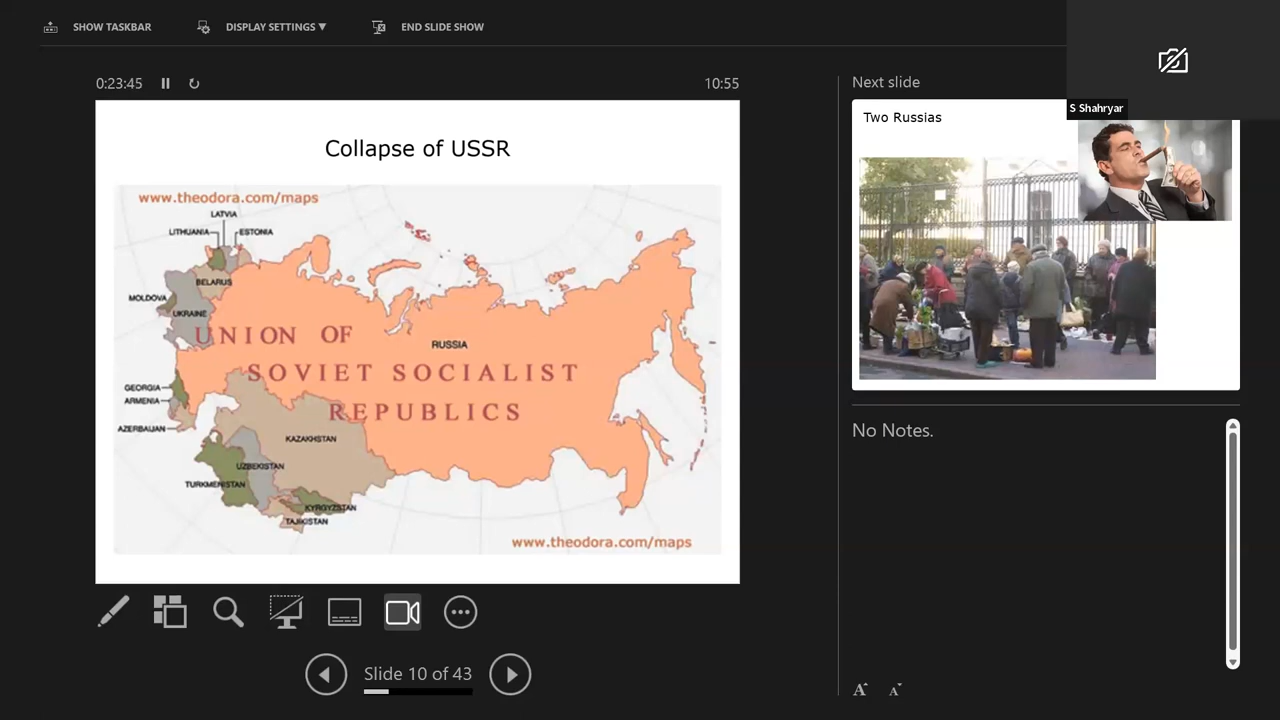 SHOW TASKBAR
DISPLAY SETTINGS ▼
END SLIDE SHOW
0:23:45
10:55
Next slide
S Shahryar
Collapse of USSR
www.theodora.com/maps
LATVIA
LITHUANIA
ESTONIA
BELARUS
MOLDOVA
UKRAINE
UNION OF
RUSSIA
SOVIET SOCIALIST
GEORGIA
ARMENIA
REPUBLICS
AZERBAIJAN
KAZAKHSTAN
UZBEKISTAN
TURKMENISTAN
KYRGYZSTAN
TAJIKISTAN
www.theodora.com/maps
Two Russias
No Notes.
Slide 10 of 43
A A